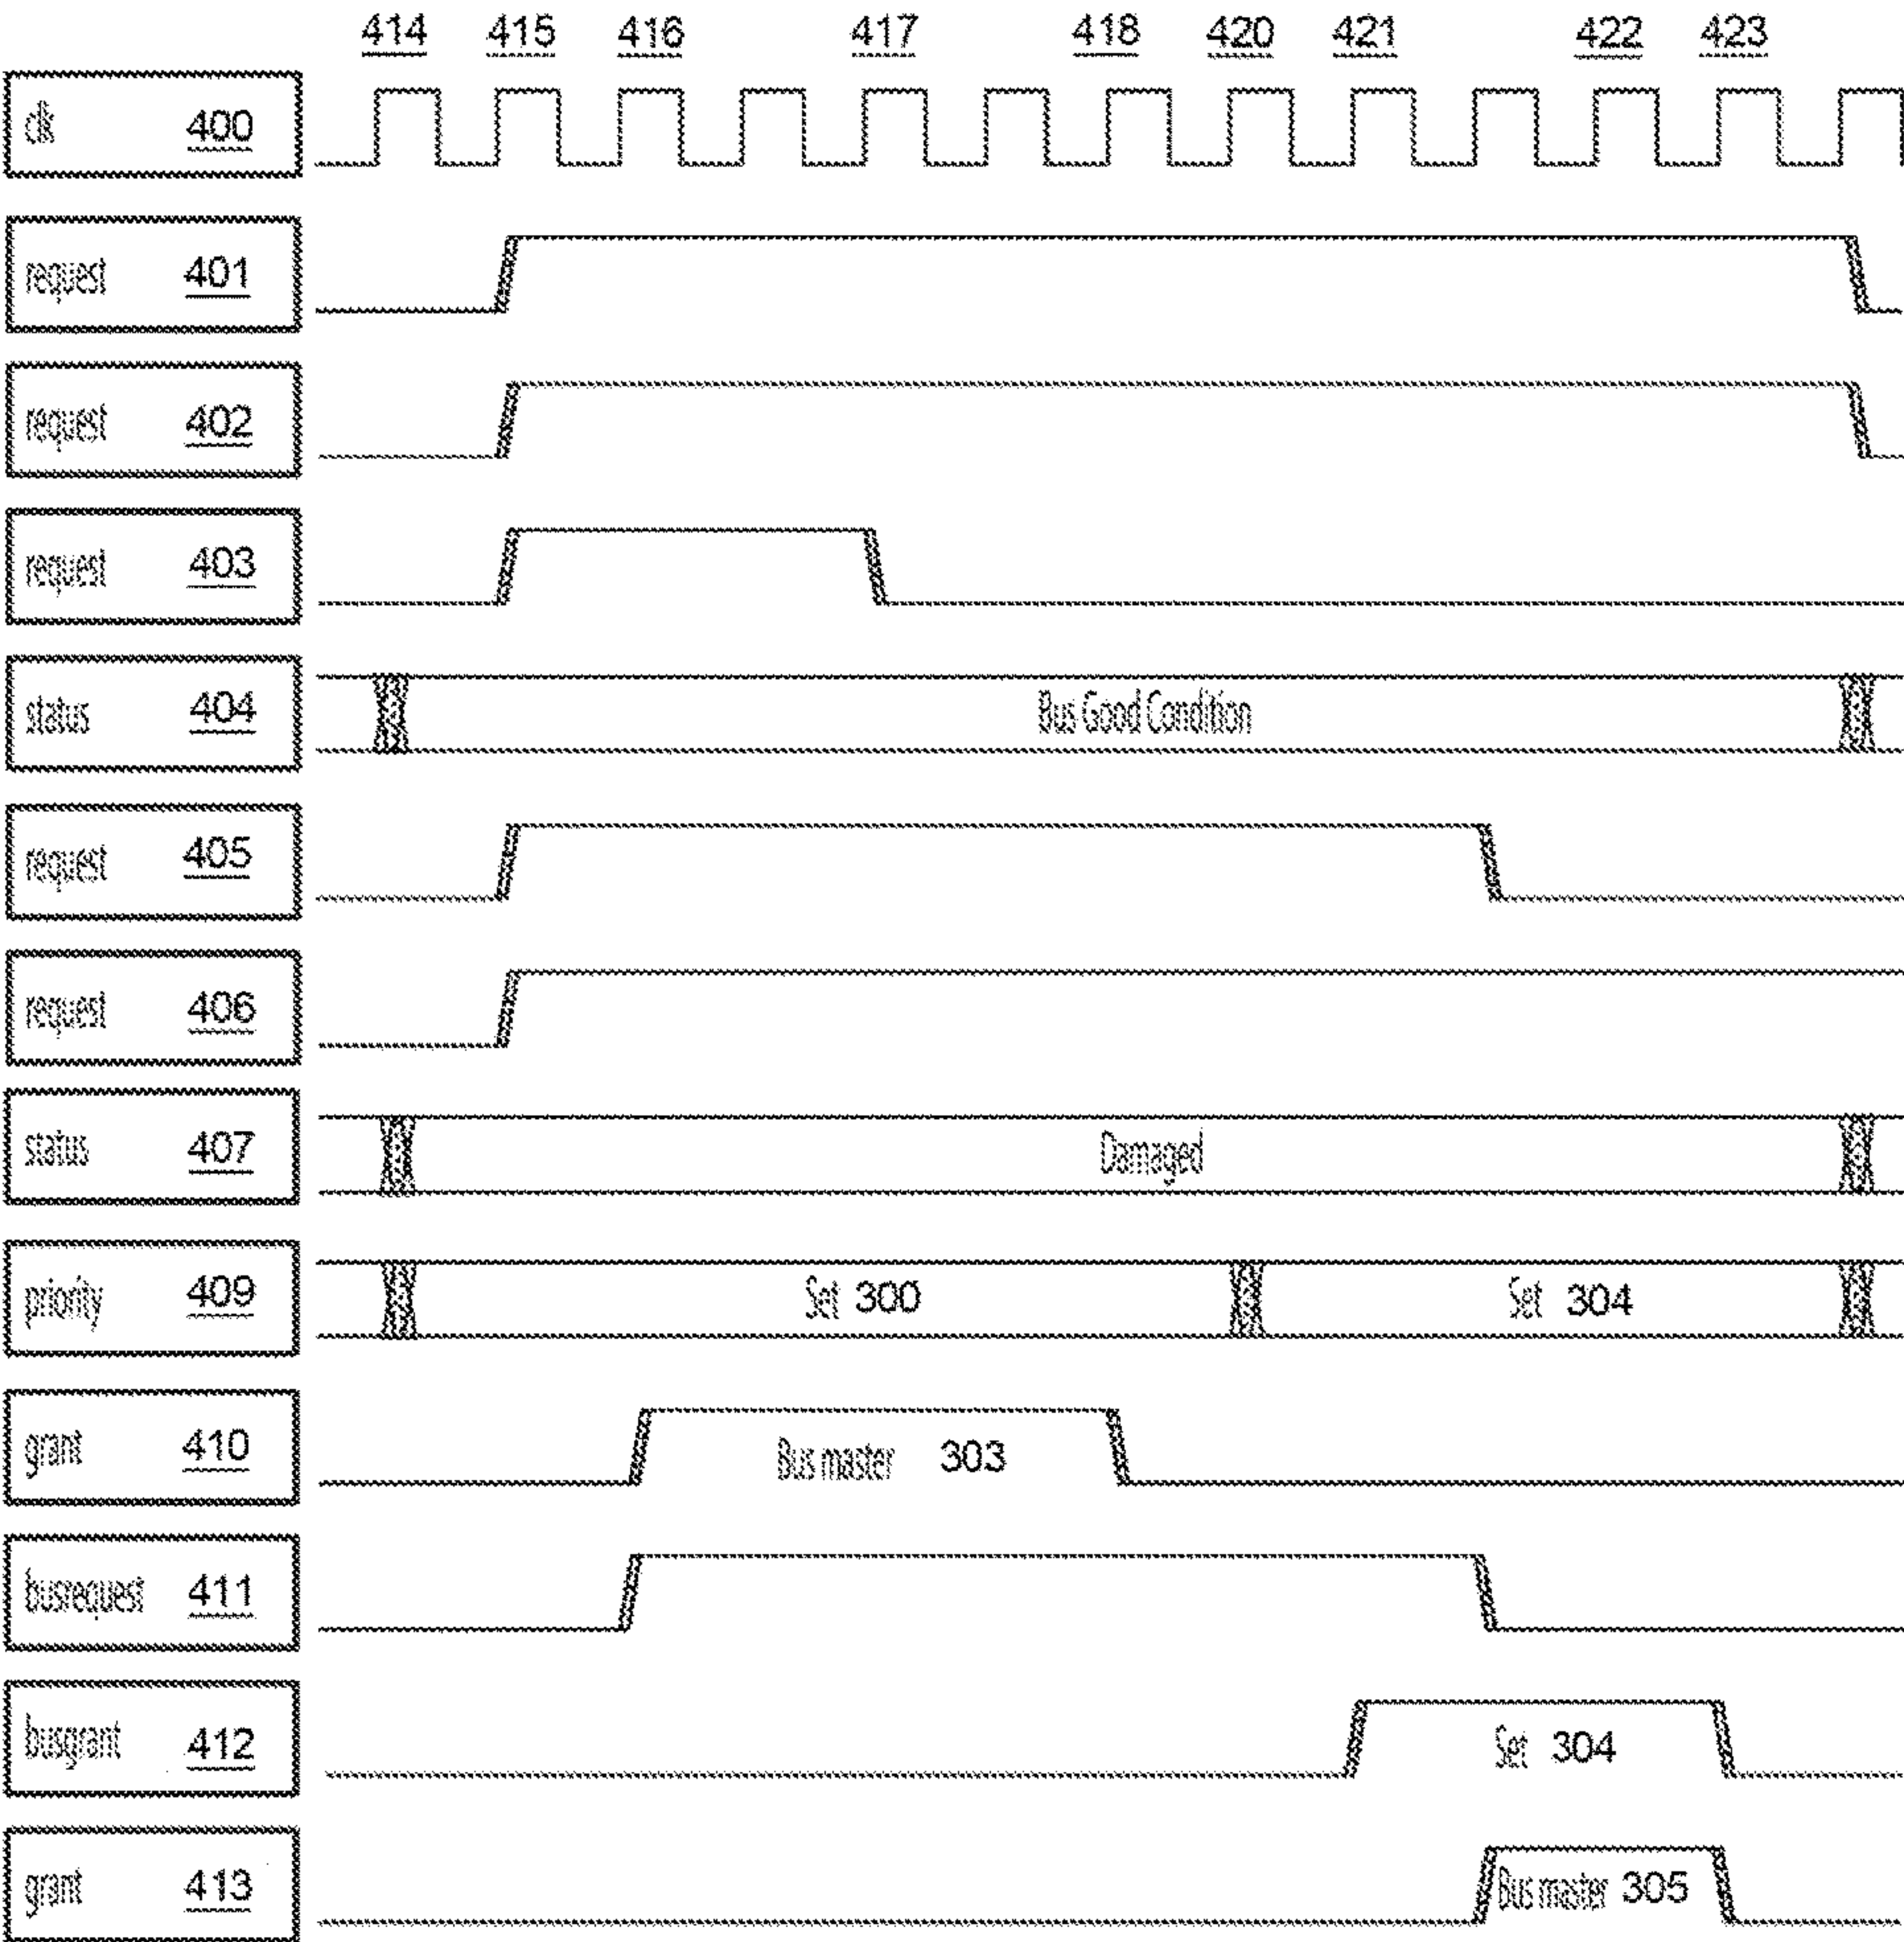 414 415 416 417 418 420 421 422 423
clk 400
request 401
request 402
request 403
status 404 Bus Good Condition
request 405
request 406
status 407 Damaged
priority 409 Set 300 Set 304
grant 410 Bus master 303
busrequest 411
busgrant 412 Set 304
grant 413 Bus master 305